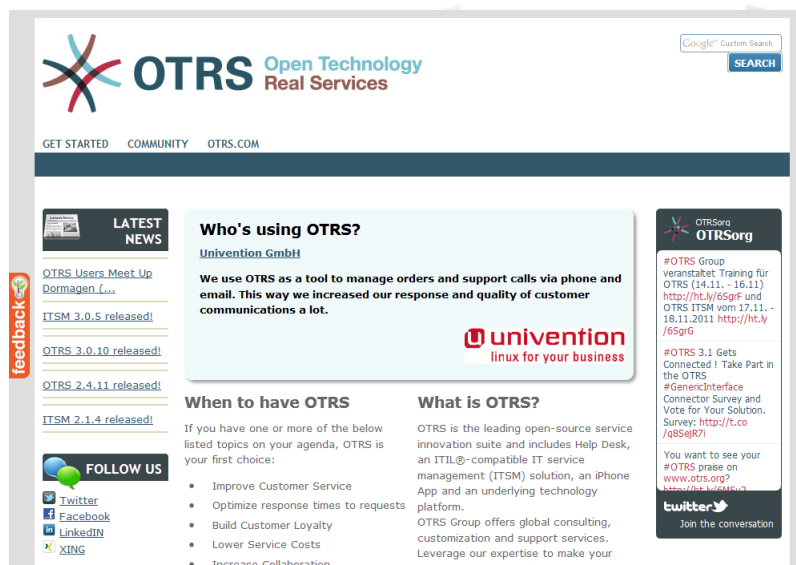 OTRS Open Technology
Real Services
Google™ Custom Search
SEARCH
GET STARTED COMMUNITY OTRS.COM
feedback
LATEST
NEWS
OTRS Users Meet Up
Dormagen (...
ITSM 3.0.5 released!
OTRS 3.0.10 released!
OTRS 2.4.11 released!
ITSM 2.1.4 released!
FOLLOW US
Twitter
Facebook
LinkedIN
XING
Who's using OTRS?
Univention GmbH
We use OTRS as a tool to manage orders and support calls via phone and
email. This way we increased our response and quality of customer
communications a lot.
univention
linux for your business
When to have OTRS
If you have one or more of the below
listed topics on your agenda, OTRS is
your first choice:
• Improve Customer Service
• Optimize response times to requests
• Build Customer Loyalty
• Lower Service Costs
• Increase Collaboration
What is OTRS?
OTRS is the leading open-source service
innovation suite and includes Help Desk,
an ITIL®-compatible IT service
management (ITSM) solution, an iPhone
App and an underlying technology
platform.
OTRS Group offers global consulting,
customization and support services.
Leverage our expertise to make your
OTRSorg
OTRSorg
#OTRS Group
veranstaltet Training für
OTRS (14.11. - 16.11)
http://ht.ly/6SgrF und
OTRS ITSM vom 17.11. -
18.11.2011 http://ht.ly
/6SgrG
#OTRS 3.1 Gets
Connected ! Take Part in
the OTRS
#GenericInterface
Connector Survey and
Vote for Your Solution.
Survey: http://t.co
/q8SeJR7i
You want to see your
#OTRS praise on
www.otrs.org?
http://ht.ly/6MSu2
twitter
Join the conversation